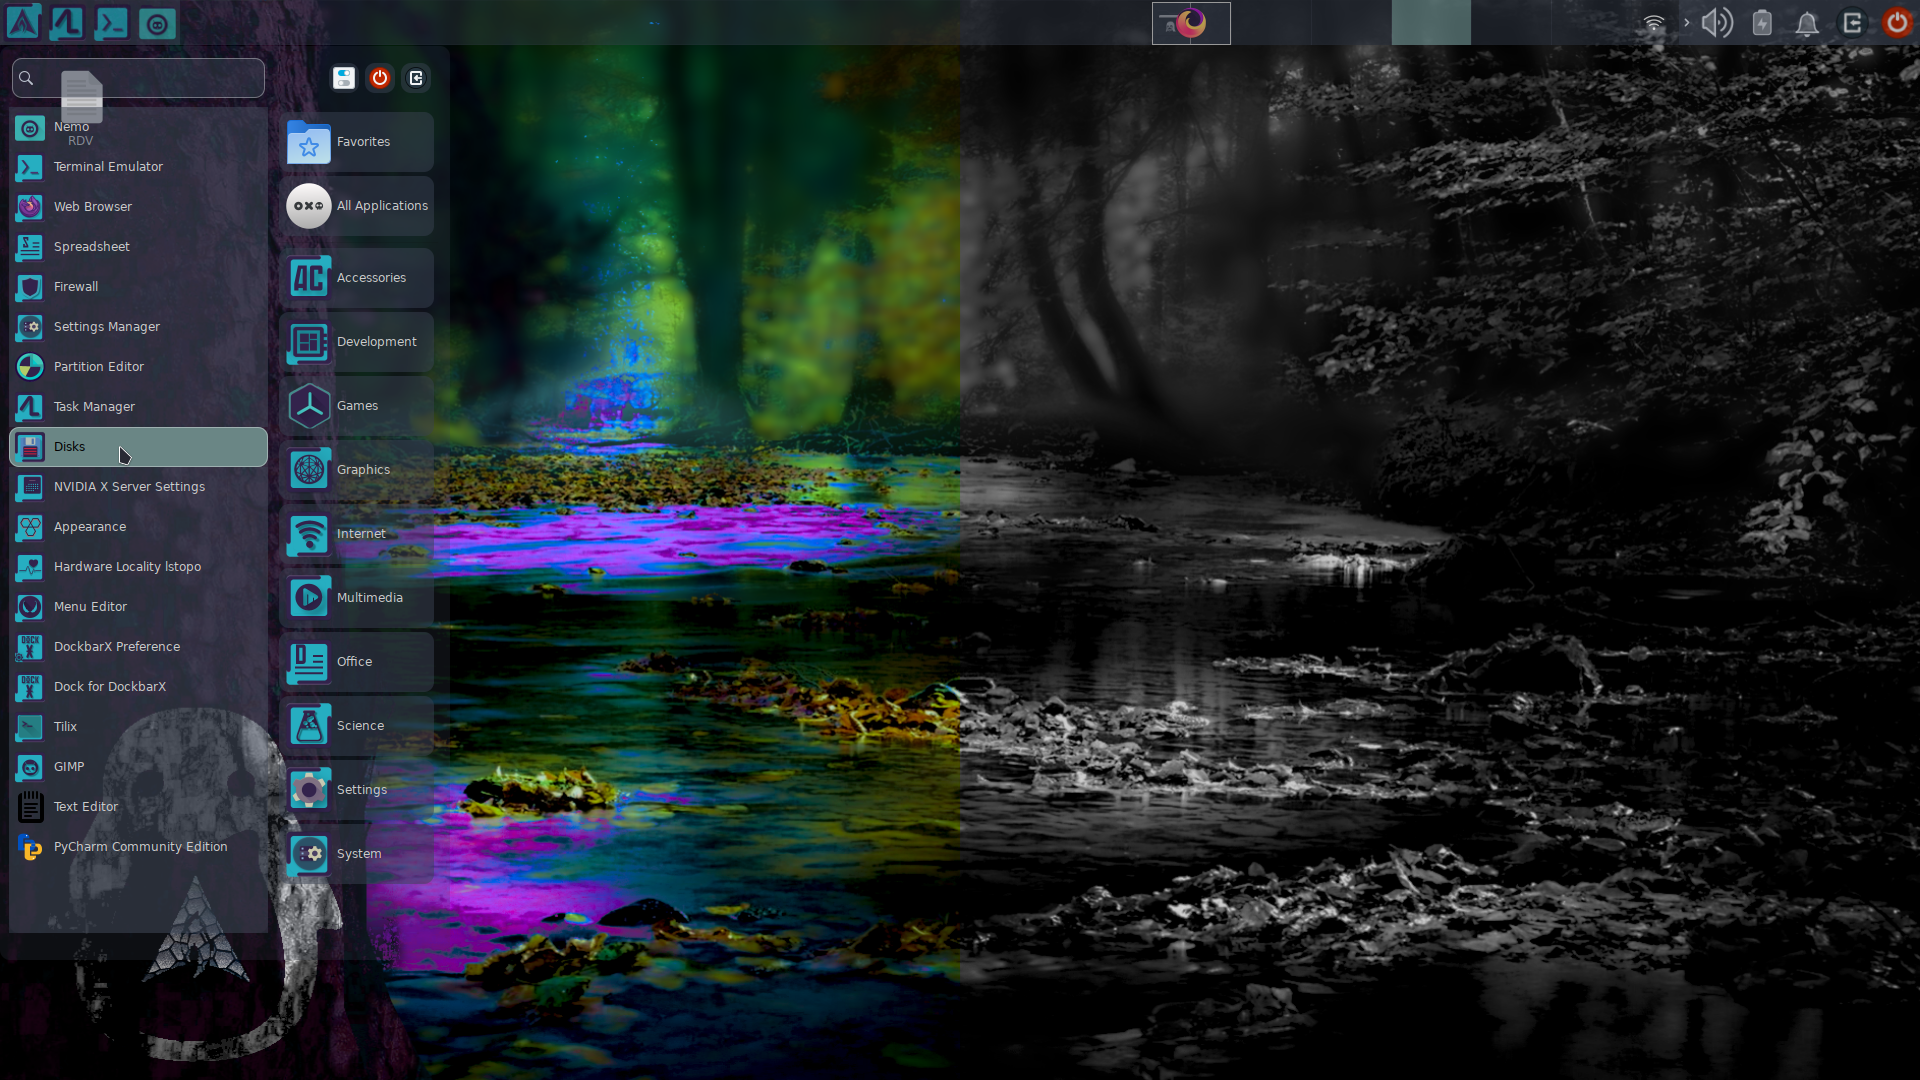 Nemo
RDV
Terminal Emulator
Web Browser
Spreadsheet
Firewall
Settings Manager
Partition Editor
Task Manager
Disks
NVIDIA X Server Settings
Appearance
Hardware Locality lstopo
Menu Editor
DockbarX Preference
Dock for DockbarX
Tilix
GIMP
Text Editor
PyCharm Community Edition
Favorites
All Applications
Accessories
Development
Games
Graphics
Internet
Multimedia
Office
Science
Settings
System